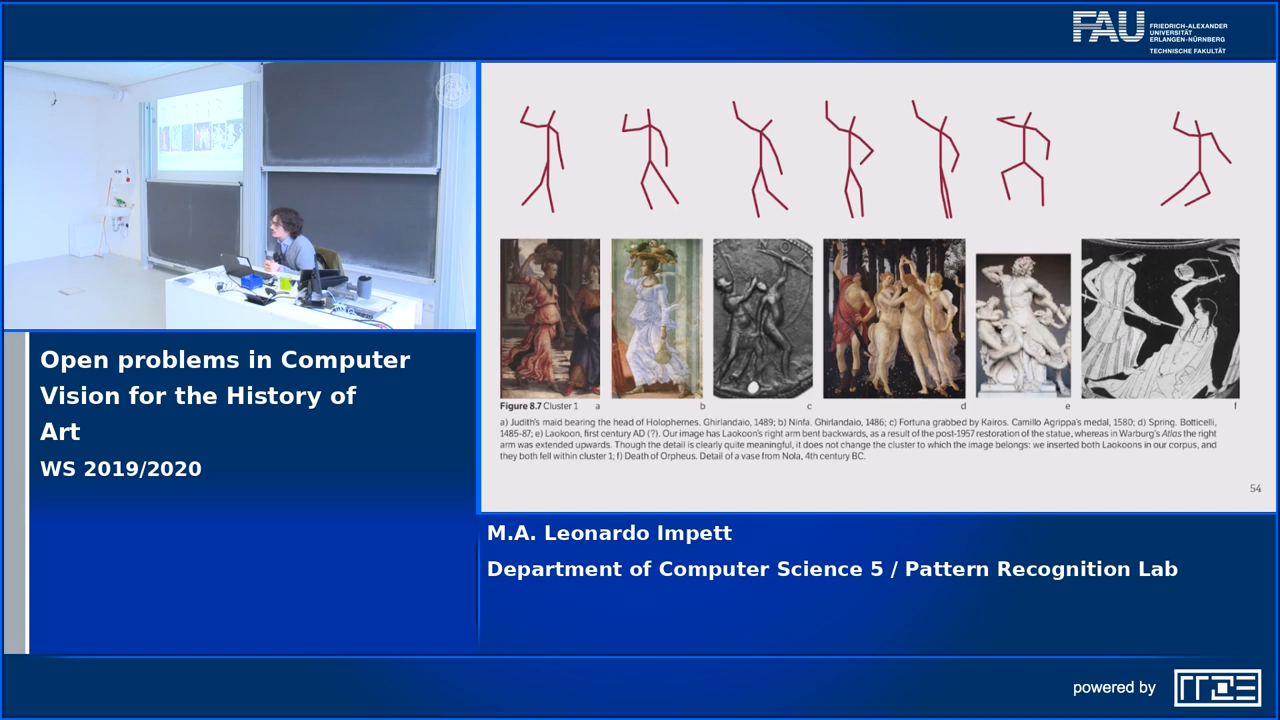 FAU
FRIEDRICH-ALEXANDER
UNIVERSITÄT
ERLANGEN-NÜRNBERG
TECHNISCHE FAKULTÄT
Figure 8.7 Cluster 1 a b c d e f
a) Judith's maid bearing the head of Holophernes. Ghirlandaio, 1489; b) Ninfa. Ghirlandaio, 1486; c) Fortuna grabbed by Kairos. Camillo Agrippa's medal, 1580; d) Spring. Botticelli,
1485-87; e) Laokoon, first century AD (?). Our image has Laokoon's right arm bent backwards, as a result of the post-1957 restoration of the statue, whereas in Warburg's Atlas the right
arm was extended upwards. Though the detail is clearly quite meaningful, it does not change the cluster to which the image belongs: we inserted both Laokoons in our corpus, and
they both fell within cluster 1; f) Death of Orpheus. Detail of a vase from Nola, 4th century BC.
54
Open problems in Computer
Vision for the History of
Art
WS 2019/2020
M.A. Leonardo Impett
Department of Computer Science 5 / Pattern Recognition Lab
powered by